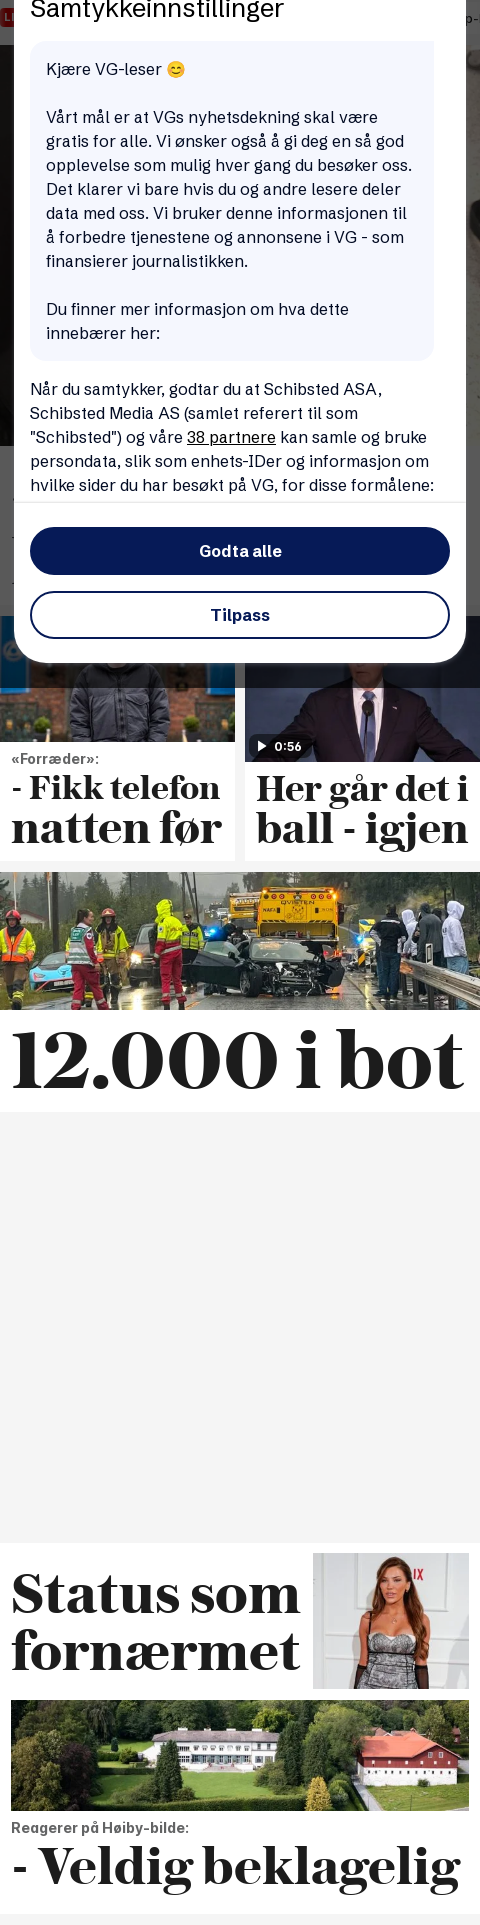 Samtykkeinnstillinger
Kjære VG-leser 😊
Vårt mål er at VGs nyhetsdekning skal være
gratis for alle. Vi ønsker også å gi deg en så god
opplevelse som mulig hver gang du besøker oss.
Det klarer vi bare hvis du og andre lesere deler
data med oss. Vi bruker denne informasjonen til
å forbedre tjenestene og annonsene i VG - som
finansierer journalistikken.
Du finner mer informasjon om hva dette
innebærer her:
Når du samtykker, godtar du at Schibsted ASA,
Schibsted Media AS (samlet referert til som
"Schibsted") og våre 38 partnere kan samle og bruke
persondata, slik som enhets-IDer og informasjon om
hvilke sider du har besøkt på VG, for disse formålene:
Godta alle
Tilpass
«Forræder»:
- Fikk telefon
natten før
0:56
Her går det i
ball - igjen
12.000 i bot
Status som
fornærmet
Reagerer på Høiby-bilde:
- Veldig beklagelig